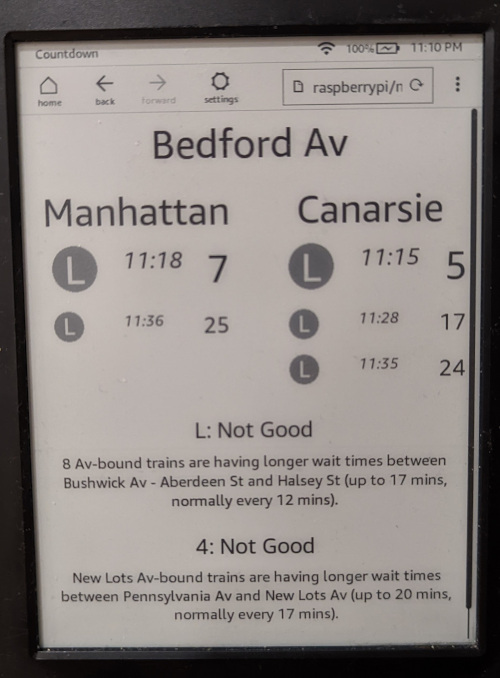 Countdown 100% 11:10 PM
home back forward settings raspberrypi/n
Bedford Av
Manhattan Canarsie
L 11:18 7 L 11:15 5
L 11:36 25 L 11:28 17
L 11:35 24
L: Not Good
8 Av-bound trains are having longer wait times between
Bushwick Av - Aberdeen St and Halsey St (up to 17 mins,
normally every 12 mins).
4: Not Good
New Lots Av-bound trains are having longer wait times
between Pennsylvania Av and New Lots Av (up to 20 mins,
normally every 17 mins).